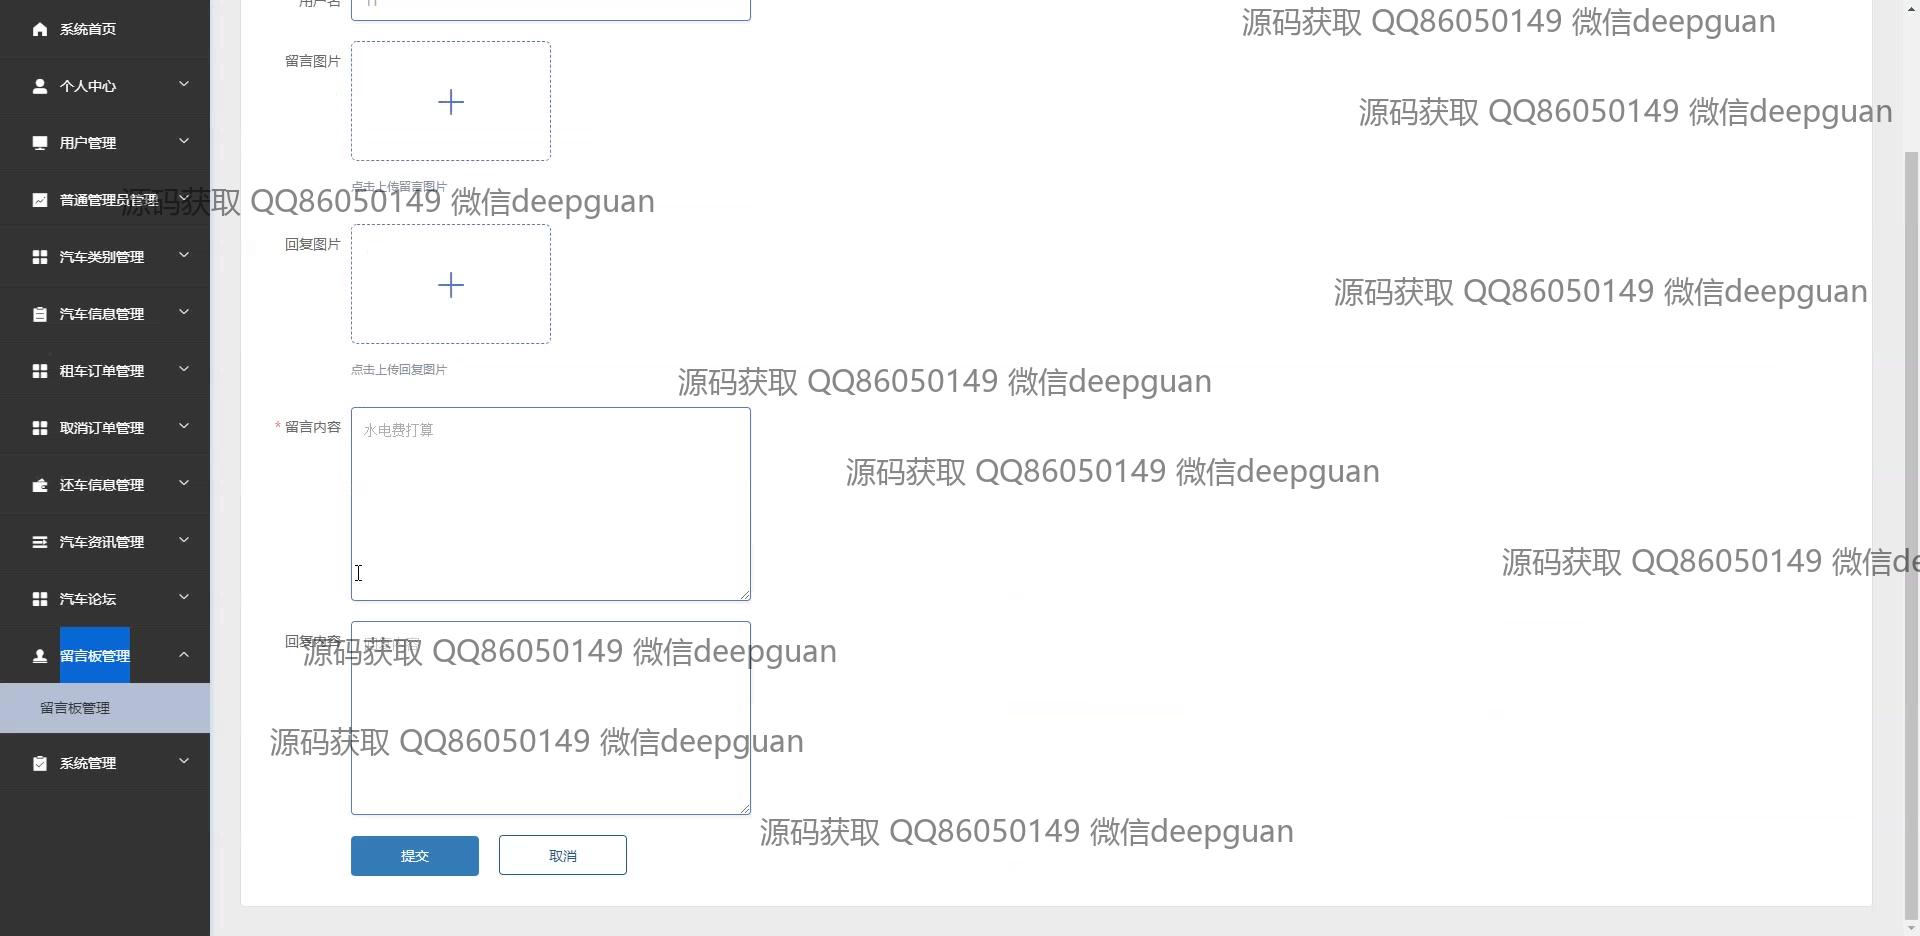 系统首页
个人中心
用户管理
普通管理员管理
汽车类别管理
汽车信息管理
租车订单管理
取消订单管理
还车信息管理
汽车资讯管理
汽车论坛
留言板管理
留言板管理
系统管理
用户名
源码获取 QQ86050149 微信deepguan
留言图片
源码获取 QQ86050149 微信deepguan
点击上传留言图片
源码获取 QQ86050149 微信deepguan
回复图片
源码获取 QQ86050149 微信deepguan
点击上传回复图片
源码获取 QQ86050149 微信deepguan
* 留言内容
水电费打算
源码获取 QQ86050149 微信deepguan
源码获取 QQ86050149 微信de
回复内容
源码获取 QQ86050149 微信deepguan
源码获取 QQ86050149 微信deepguan
源码获取 QQ86050149 微信deepguan
提交
取消